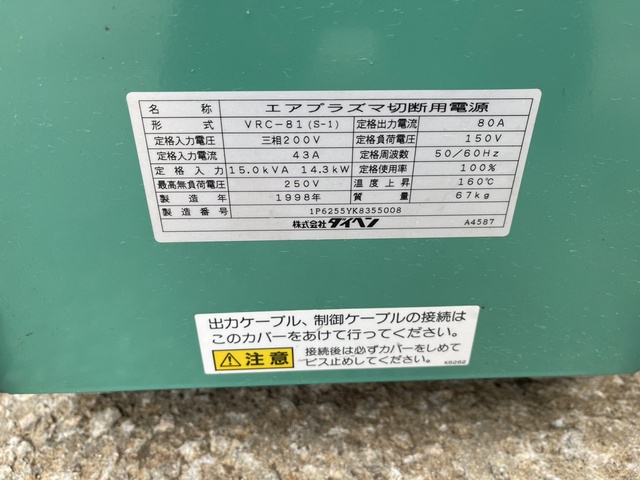 名称 エアプラズマ切断用電源
形式 VRC-81(S-1) 定格出力電流 80A
定格入力電圧 三相200V 定格負荷電圧 150V
定格入力電流 43A 定格周波数 50/60Hz
定格入力 15.0kVA 14.3kW 定格使用率 100%
最高無負荷電圧 250V 温度上昇 160℃
製造年 1998年 質量 67kg
製造番号 1P6255YK8355008
株式会社ダイヘン A4587
出力ケーブル、制御ケーブルの接続は
このカバーをあけて行ってください。
注意 接続後は必ずカバーをしめて
ビス止めしてください。 K6262